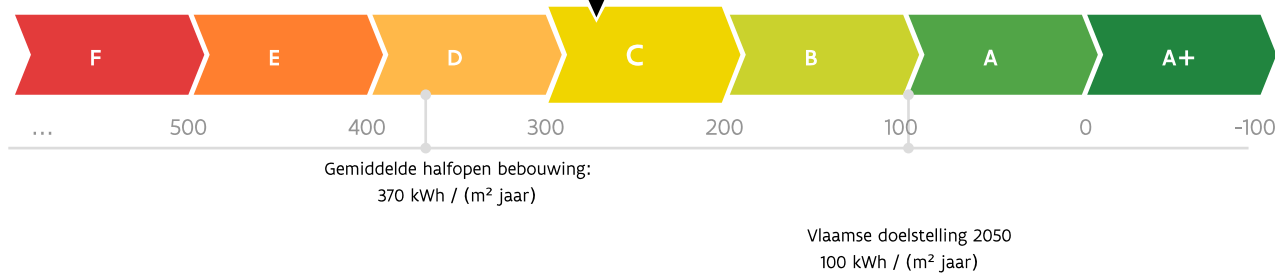 F E D C B A A+
... 500 400 300 200 100 0 -100
Gemiddelde halfopen bebouwing:
370 kWh / (m² jaar)
Vlaamse doelstelling 2050
100 kWh / (m² jaar)